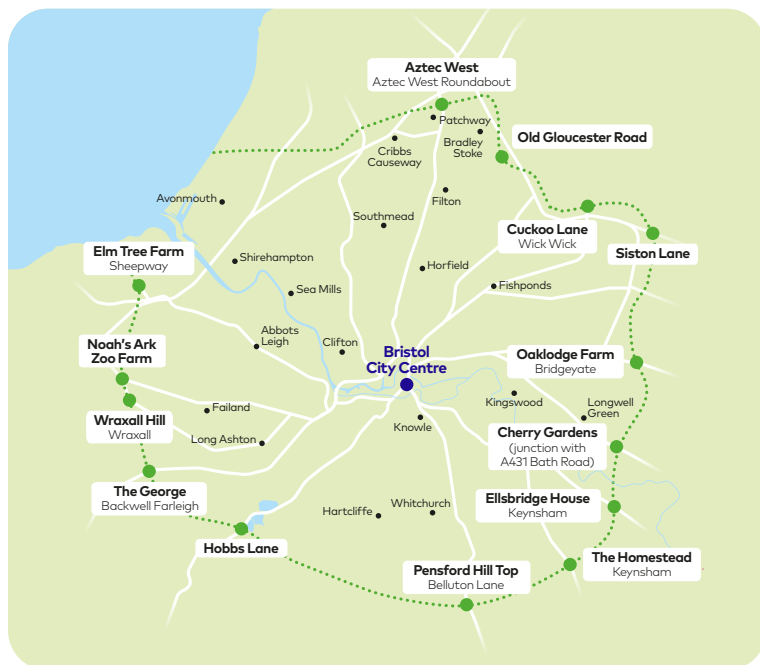 Aztec West
Aztec West Roundabout
Patchway
Bradley
Stoke
Old Gloucester Road
Cribbs
Causeway
Avonmouth
Filton
Southmead
Cuckoo Lane
Wick Wick
Siston Lane
Elm Tree Farm
Sheepway
Shirehampton
Horfield
Sea Mills
Fishponds
Abbots
Leigh
Clifton
Noah's Ark
Zoo Farm
Bristol
City Centre
Oaklodge Farm
Bridgeyate
Kingswood
Longwell
Green
Failand
Wraxall Hill
Wraxall
Knowle
Long Ashton
Cherry Gardens
(junction with
A431 Bath Road)
The George
Backwell Farleigh
Hartcliffe
Whitchurch
Ellsbridge House
Keynsham
Hobbs Lane
The Homestead
Keynsham
Pensford Hill Top
Belluton Lane